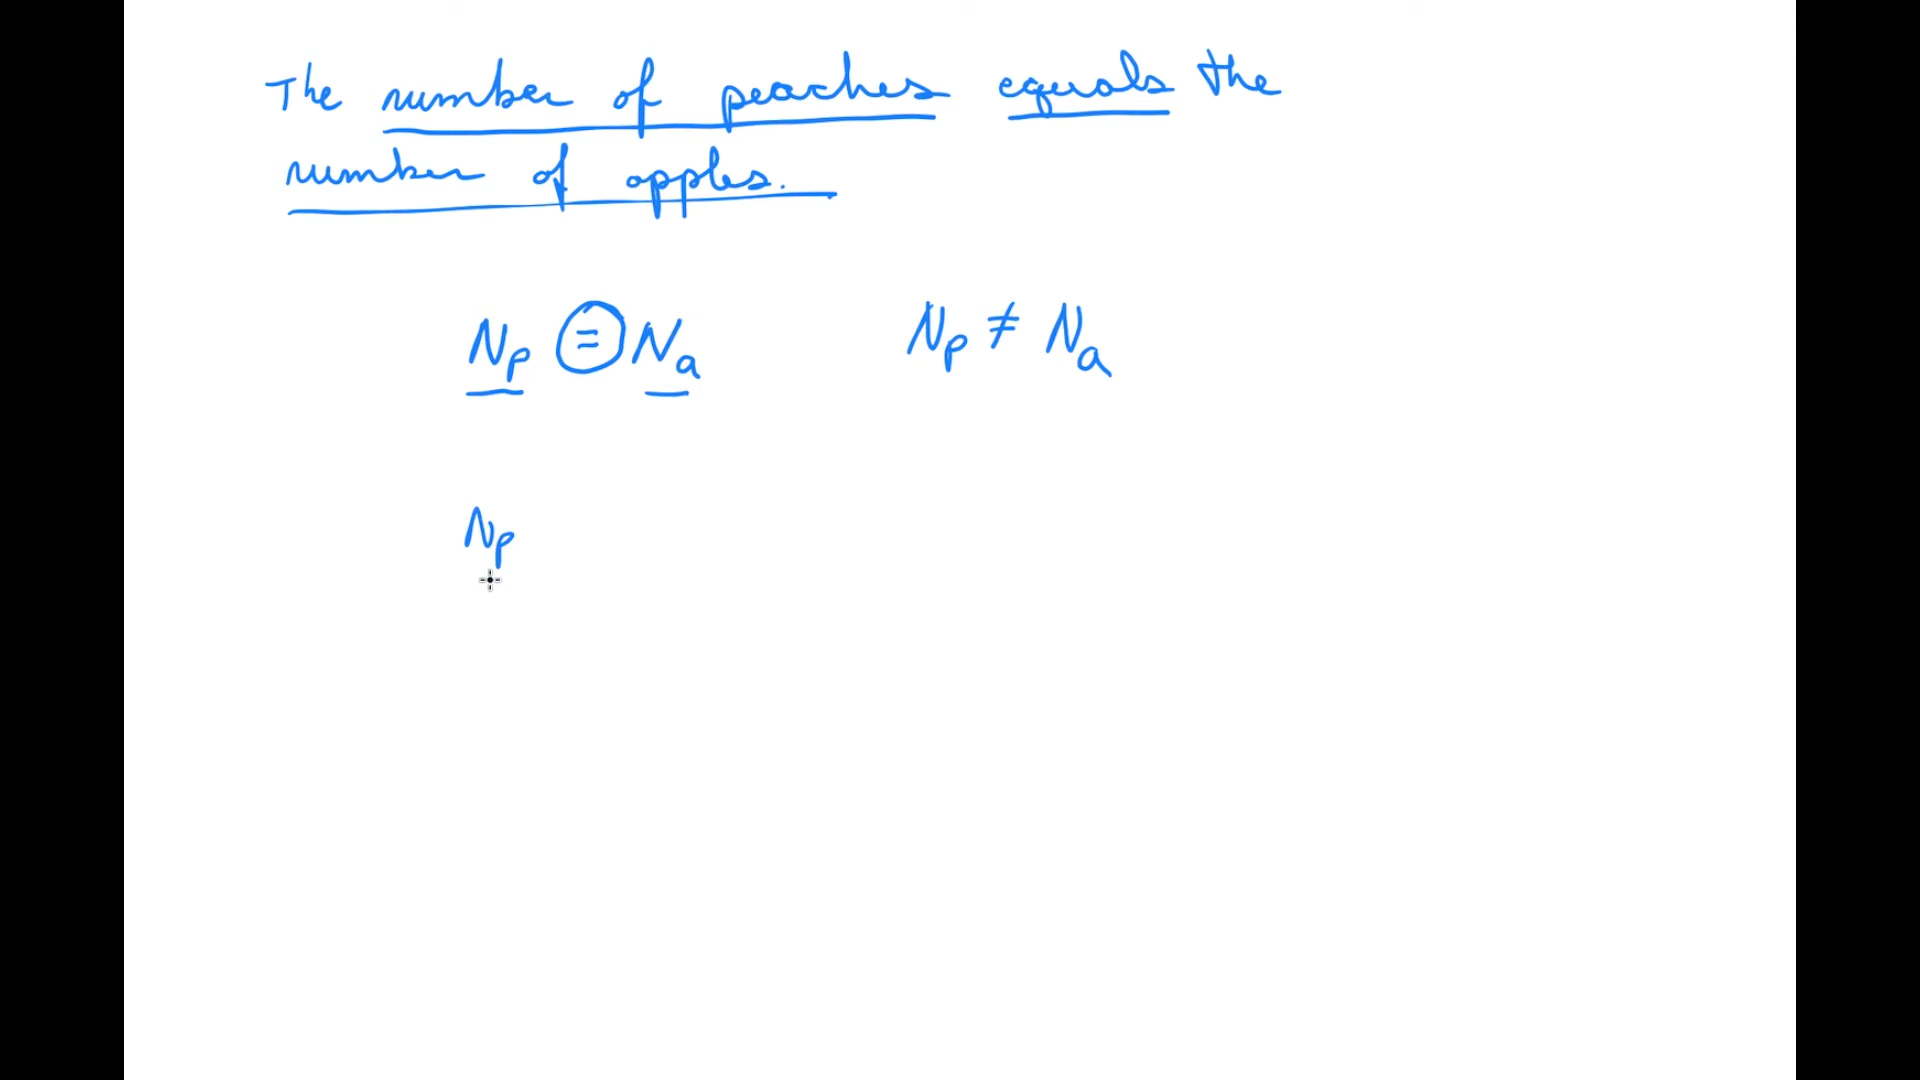 The number of peaches equals the
number of apples.
Nₚ = Nₐ    Nₚ ≠ Nₐ
Nₚ